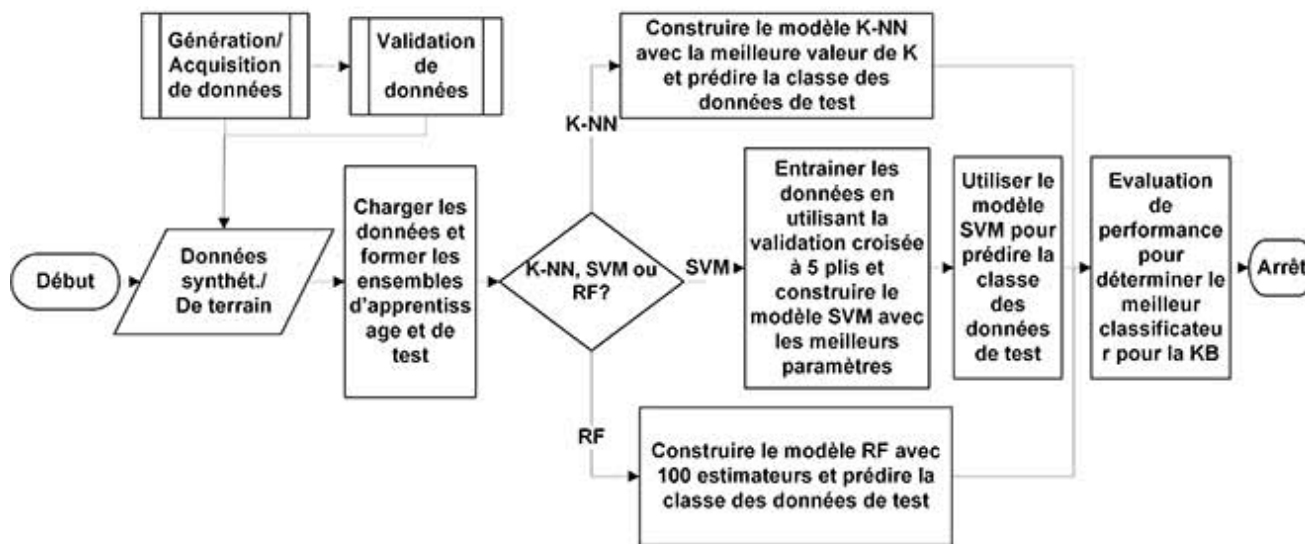 Génération/
Acquisition
de données
Validation
de
données
Construire le modèle K-NN
avec la meilleure valeur de K
et prédire la classe des
données de test
K-NN
Début
Données
synthét./
De terrain
Charger les
données et
former les
ensembles
d'apprentiss
age et de
test
K-NN, SVM ou
RF?
SVM
Entrainer les
données en
utilisant la
validation croisée
à 5 plis et
construire le
modèle SVM avec
les meilleurs
paramètres
Utiliser le
modèle
SVM pour
prédire la
classe
des
données
de test
Evaluation
de
performance
pour
déterminer le
meilleur
classificateu
r pour la KB
Arrêt
RF
Construire le modèle RF avec
100 estimateurs et prédire la
classe des données de test